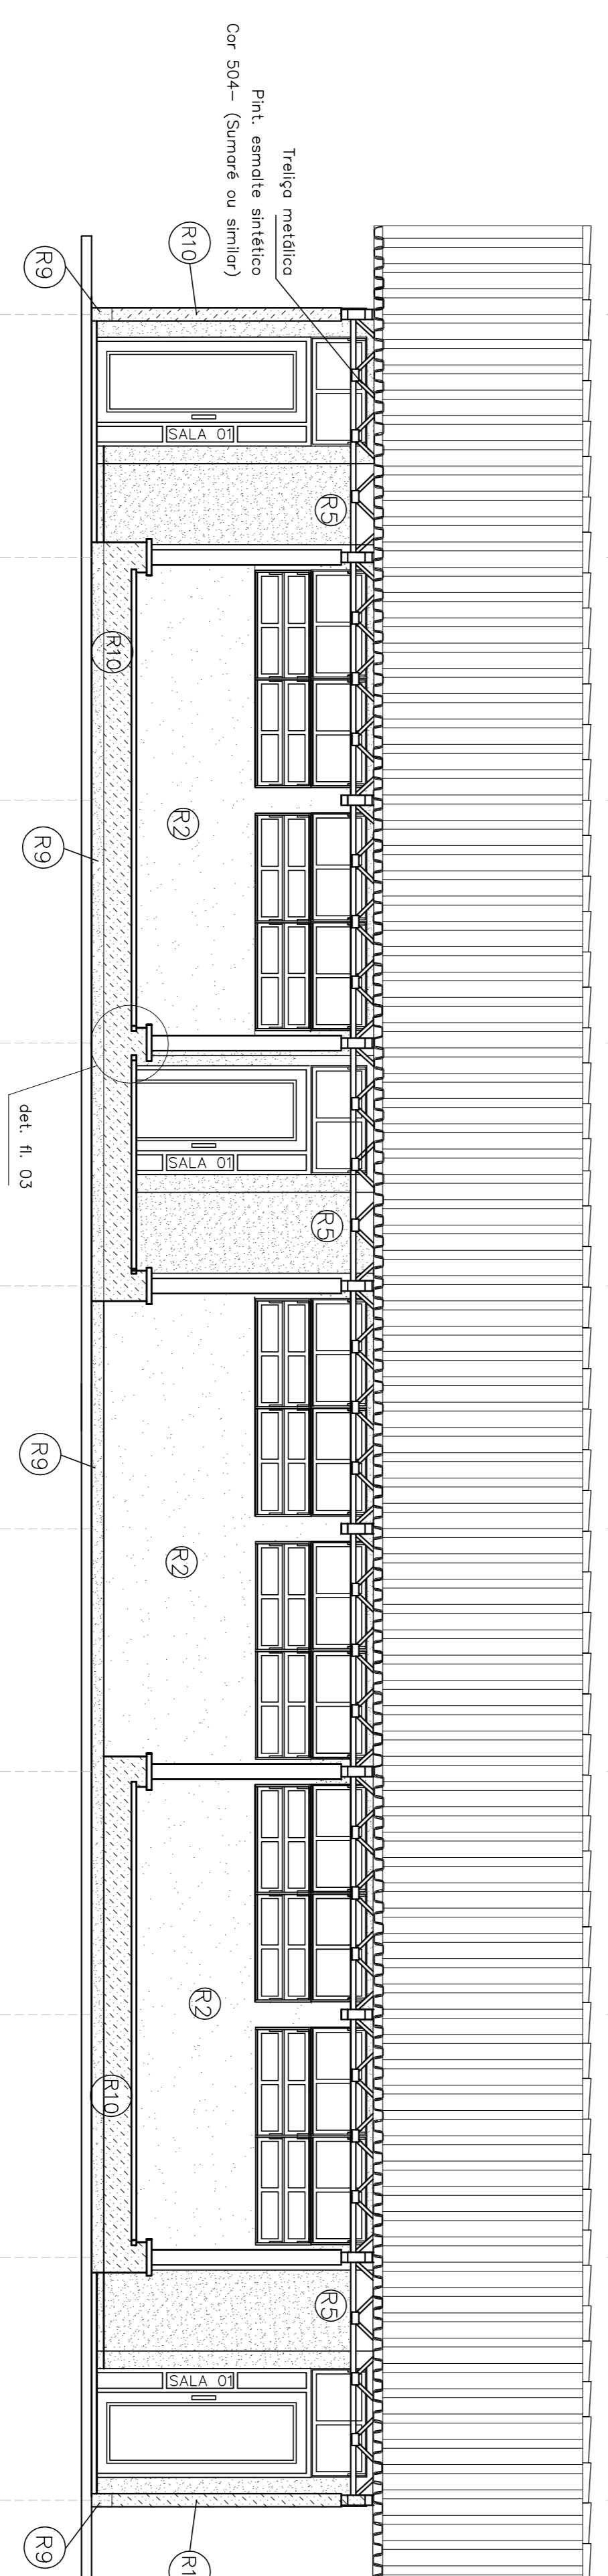 Treliça metálica
Pint. esmalte sintético
Cor 504– (Sumaré ou similar)
R10
R9
SALA 01
R5
R10
R2
R9
det. fl. 03
SALA 01
R5
R9
R2
R2
R10
R5
SALA 01
R9
R1